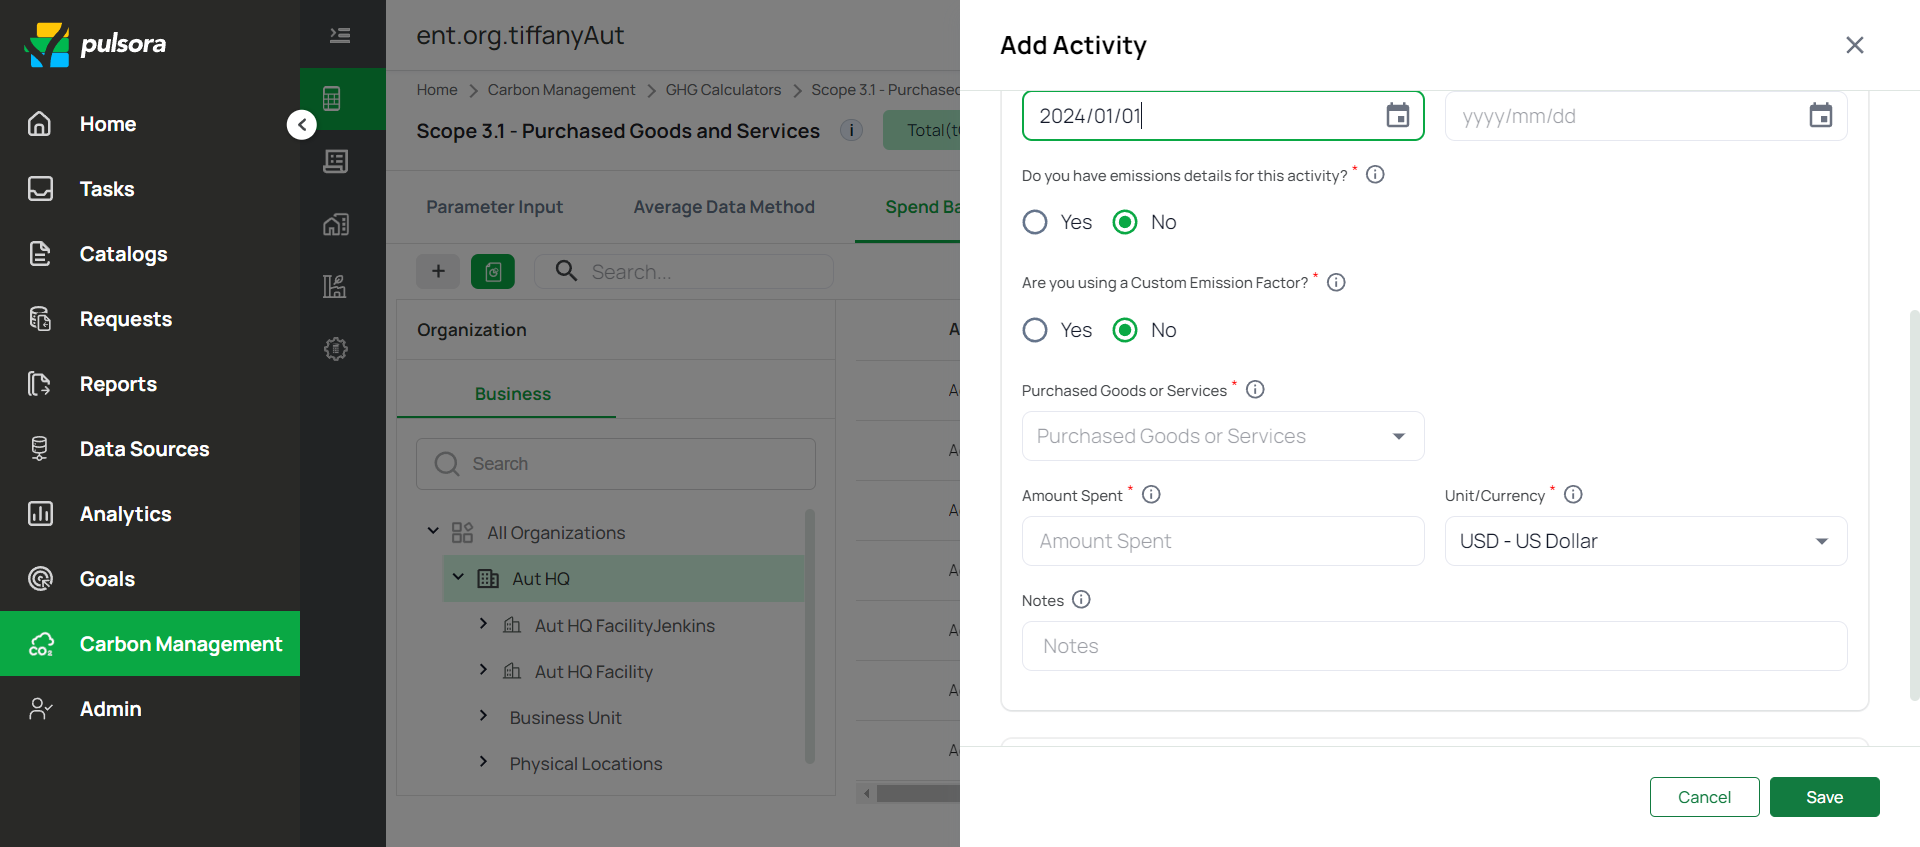 pulsora
Home
Tasks
Catalogs
Requests
Reports
Data Sources
Analytics
Goals
Carbon Management
Admin
ent.org.tiffanyAut
Home > Carbon Management > GHG Calculators > Scope 3.1 - Purchased
Scope 3.1 - Purchased Goods and Services
Total(t
Parameter Input
Average Data Method
Spend Ba
Search...
Organization
Business
Search
All Organizations
Aut HQ
Aut HQ FacilityJenkins
Aut HQ Facility
Business Unit
Physical Locations
Add Activity
2024/01/01
yyyy/mm/dd
Do you have emissions details for this activity? *
Yes No
Are you using a Custom Emission Factor? *
Yes No
Purchased Goods or Services *
Purchased Goods or Services
Amount Spent *
Unit/Currency *
Amount Spent
USD - US Dollar
Notes
Notes
Cancel
Save